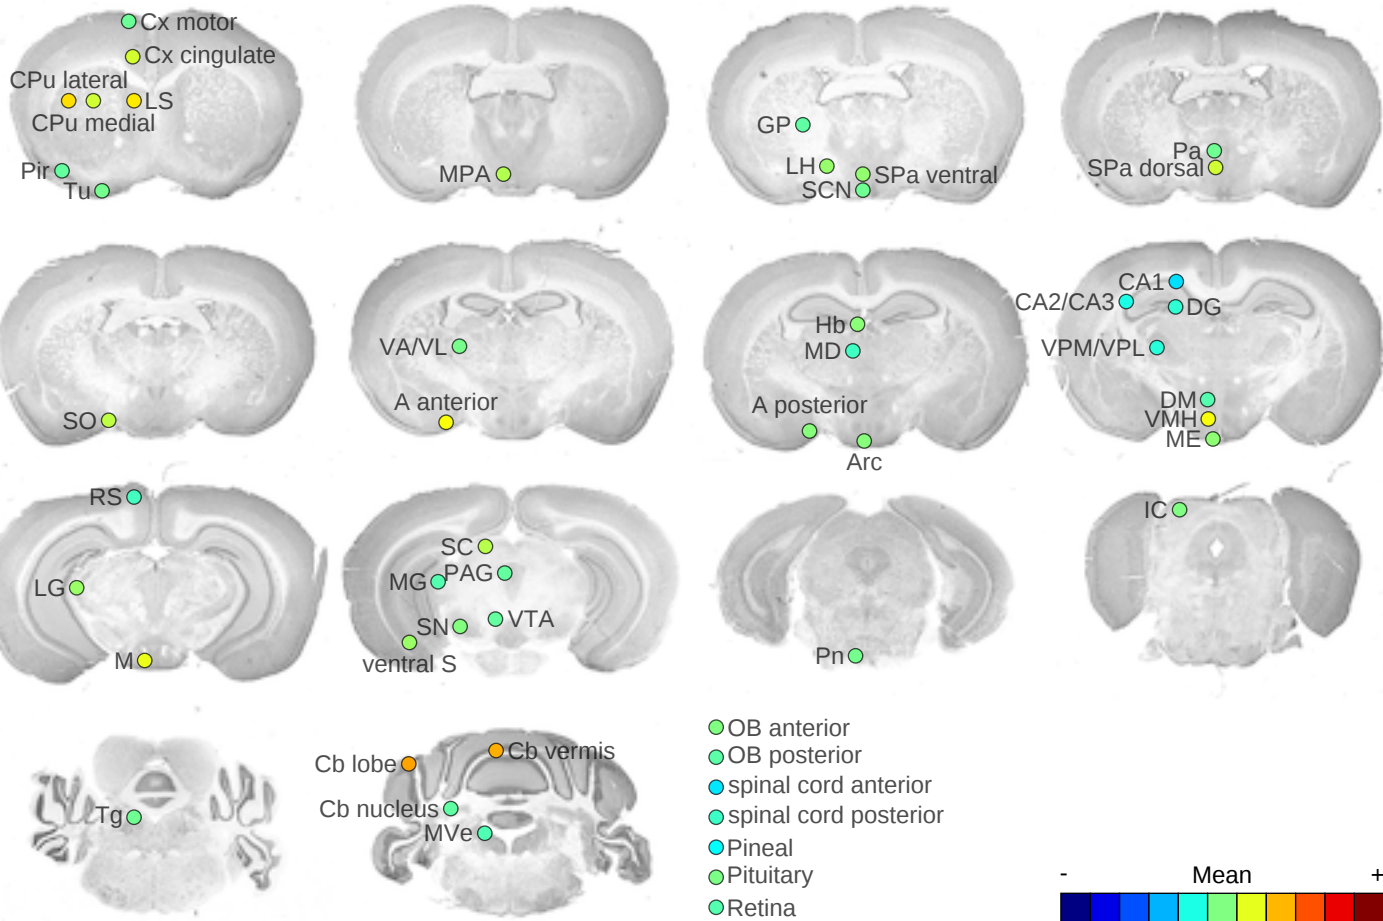 Cx motor
Cx cingulate
CPu lateral
LS
CPu medial
Pir
Tu
MPA
GP
LH
SPa ventral
SCN
Pa
SPa dorsal
SO
VA/VL
A anterior
Hb
MD
A posterior
Arc
CA1
CA2/CA3
DG
VPM/VPL
DM
VMH
ME
RS
LG
M
SC
MG
PAG
SN
VTA
ventral S
Pn
IC
Tg
Cb lobe
Cb vermis
Cb nucleus
MVe
OB anterior
OB posterior
spinal cord anterior
spinal cord posterior
Pineal
Pituitary
Retina
- Mean +